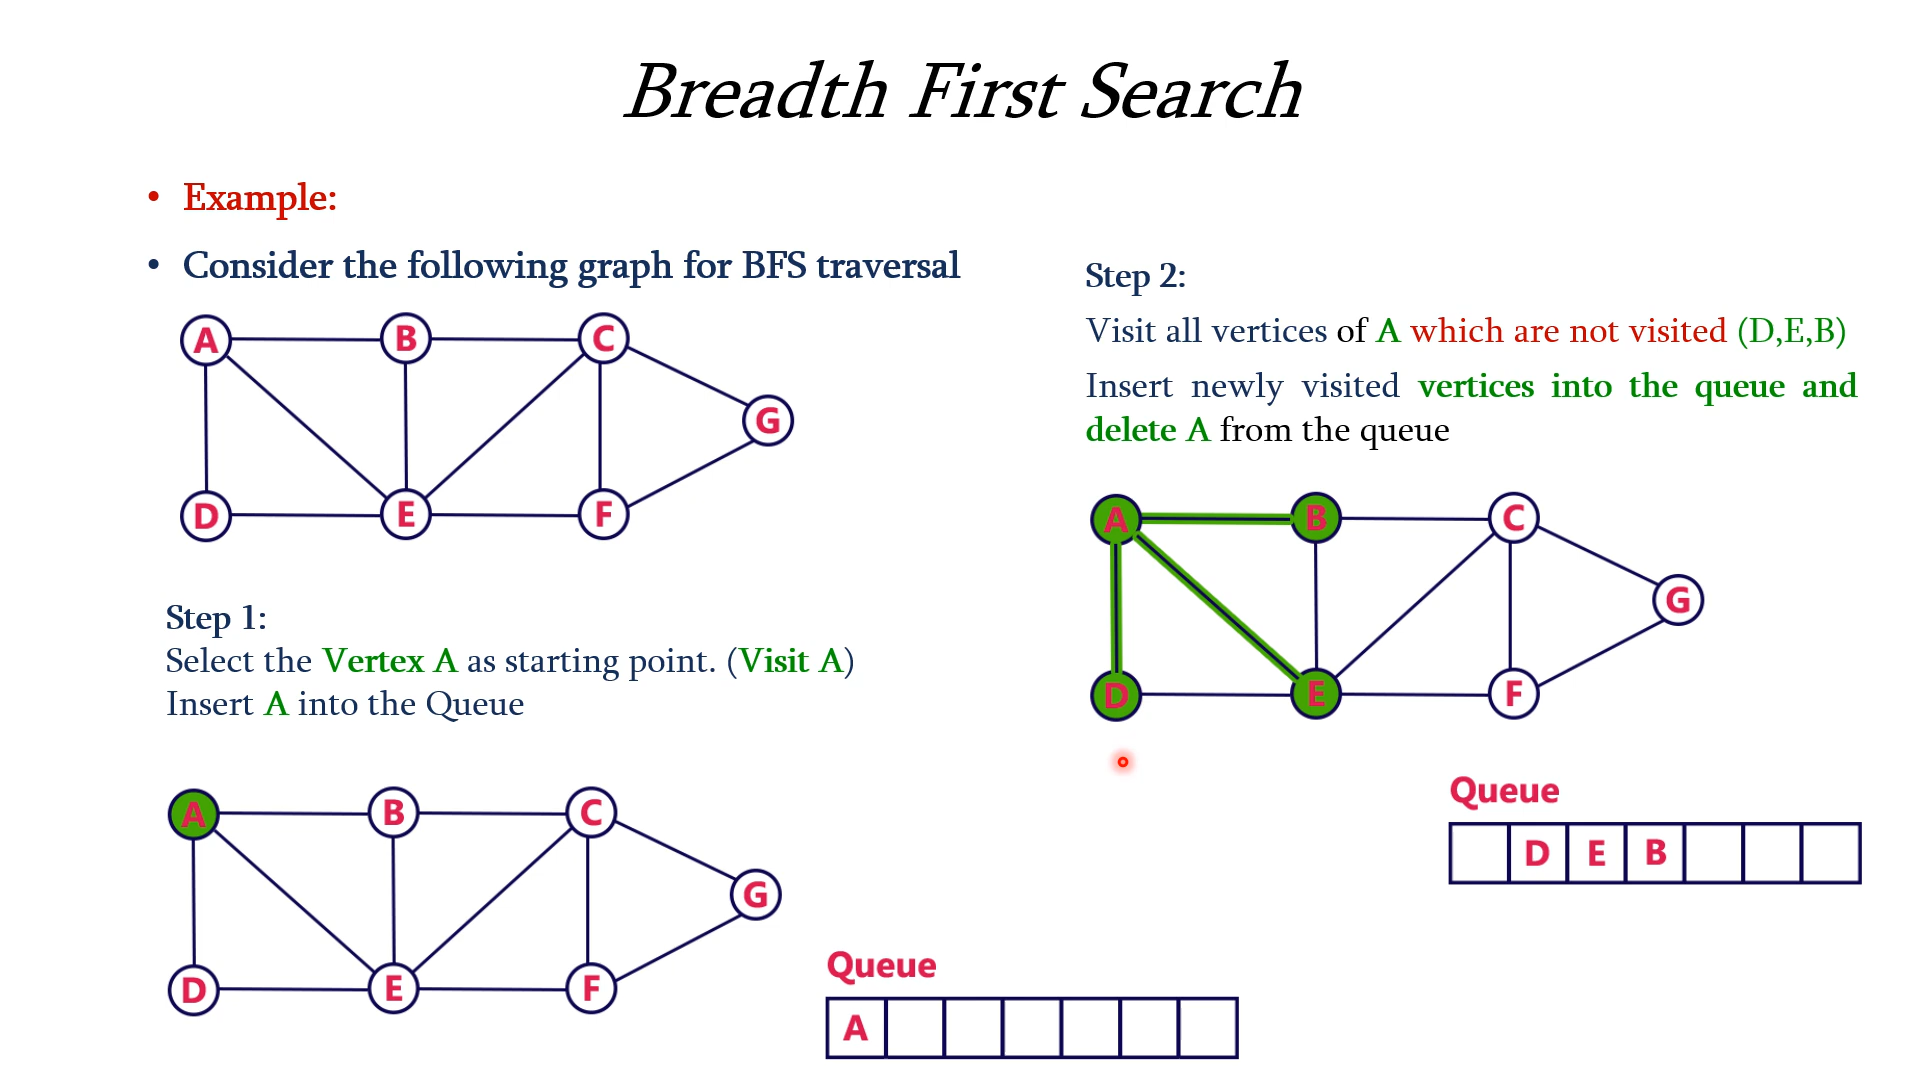 Breadth First Search
• Example:
• Consider the following graph for BFS traversal
A B C
G
D E F
Step 1:
Select the Vertex A as starting point. (Visit A)
Insert A into the Queue
A B C
G
D E F
Queue
A
Step 2:
Visit all vertices of A which are not visited (D,E,B)
Insert newly visited vertices into the queue and
delete A from the queue
A B C
G
D E F
Queue
D E B